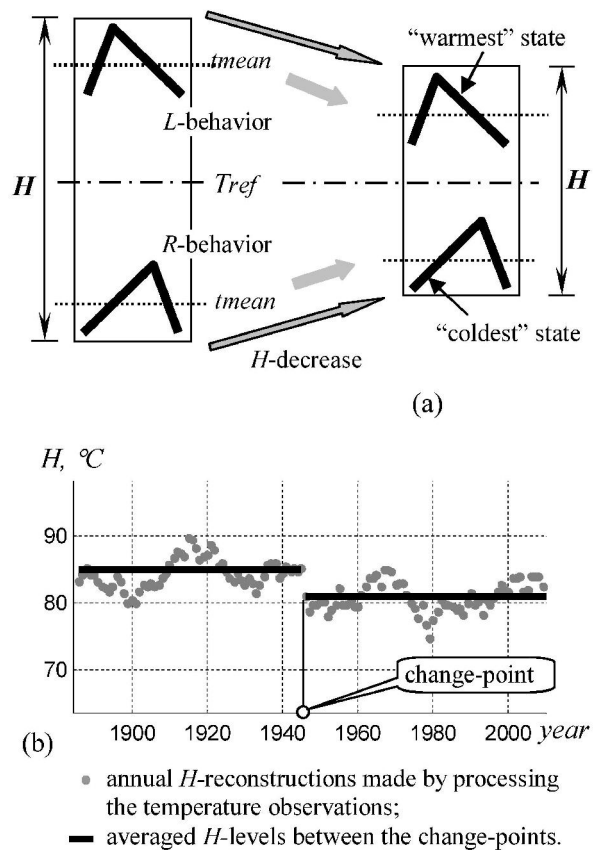 H
tmean
L-behavior
Tref
R-behavior
tmean
H-decrease
“warmest” state
H
“coldest” state
(a)
H, °C
90
80
70
change-point
1900 1920 1940 1960 1980 2000 year
(b)
annual H-reconstructions made by processing
the temperature observations;
averaged H-levels between the change-points.